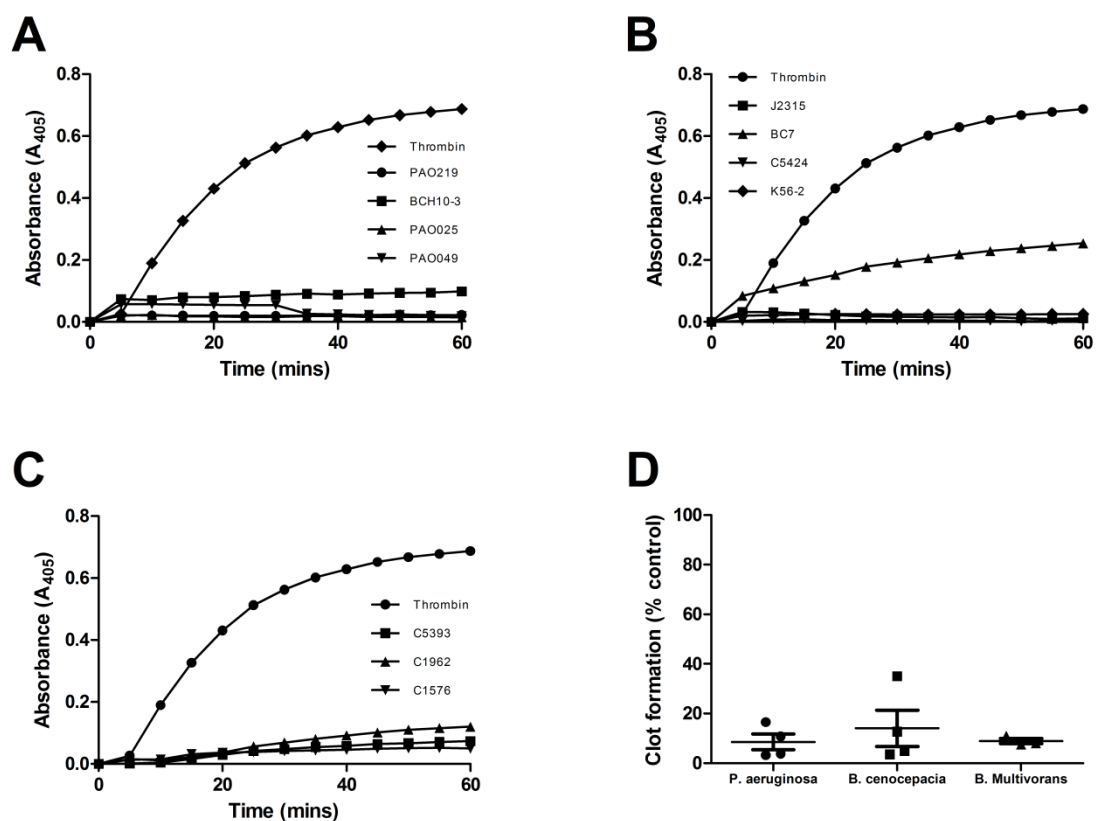 A
Absorbance (A405)
0.8
0.6
0.4
0.2
0.0
0 20 40 60
Time (mins)
Thrombin
PAO219
BCH10-3
PAO025
PAO049
B
Absorbance (A405)
0.8
0.6
0.4
0.2
0.0
0 20 40 60
Time (mins)
Thrombin
J2315
BC7
C5424
K56-2
C
Absorbance (A405)
0.8
0.6
0.4
0.2
0.0
0 20 40 60
Time (mins)
Thrombin
C5393
C1962
C1576
D
Clot formation (% control)
100
80
60
40
20
0
P. aeruginosa B. cenocepacia B. Multivorans